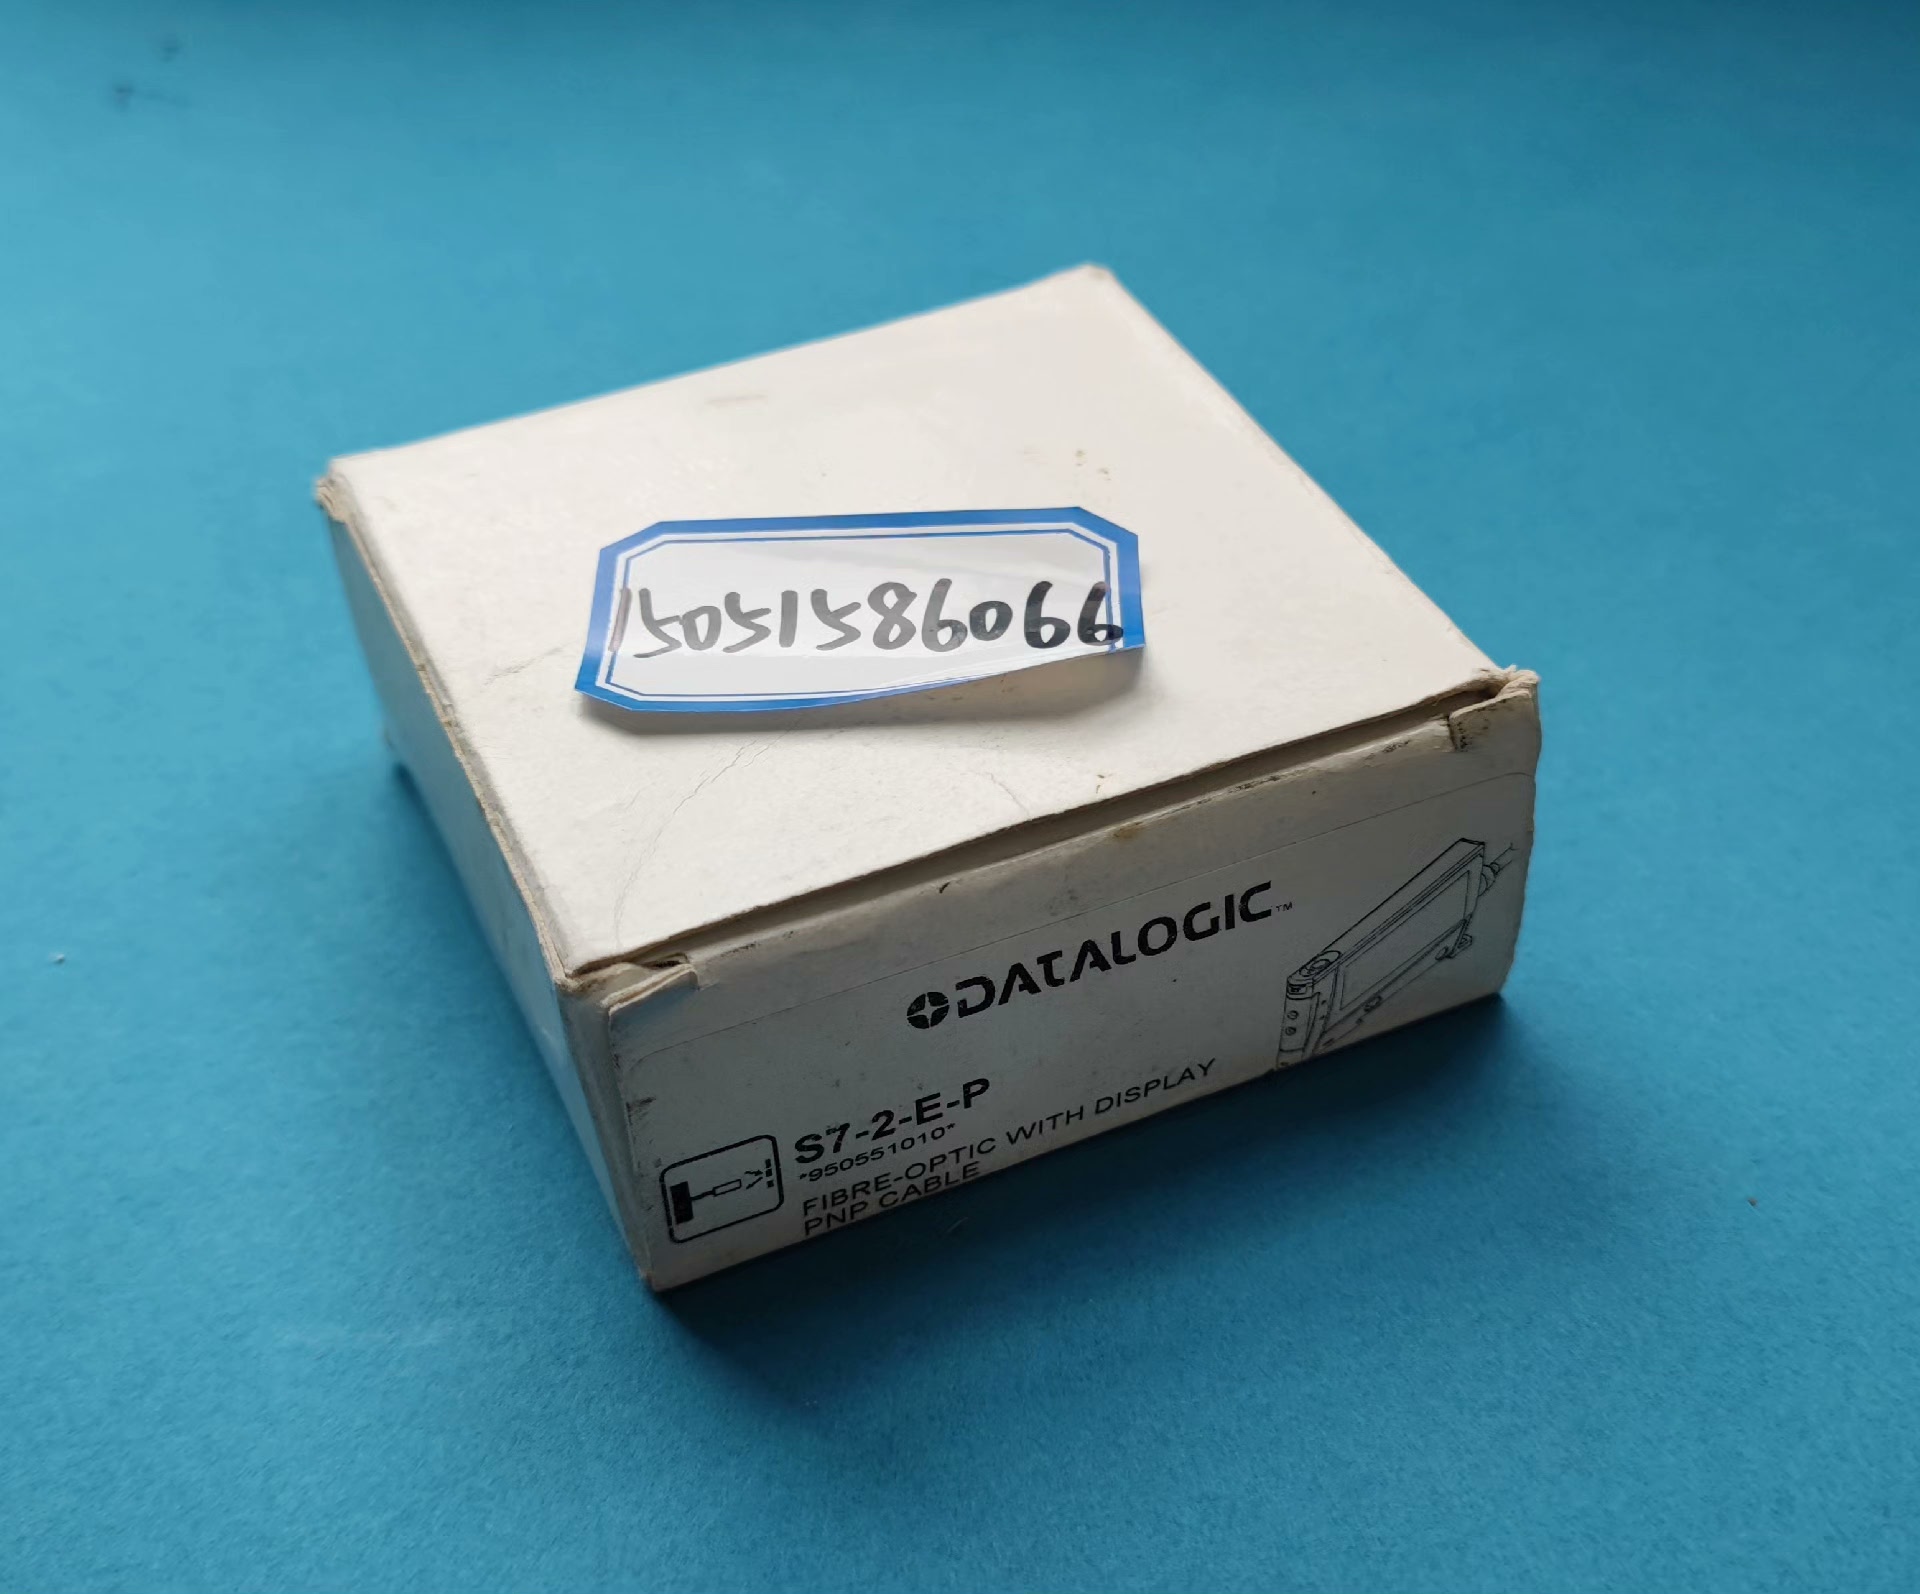 15051586066
DATALOGIC™
S7-2-E-P
*950551010*
FIBRE-OPTIC WITH DISPLAY
PNP CABLE